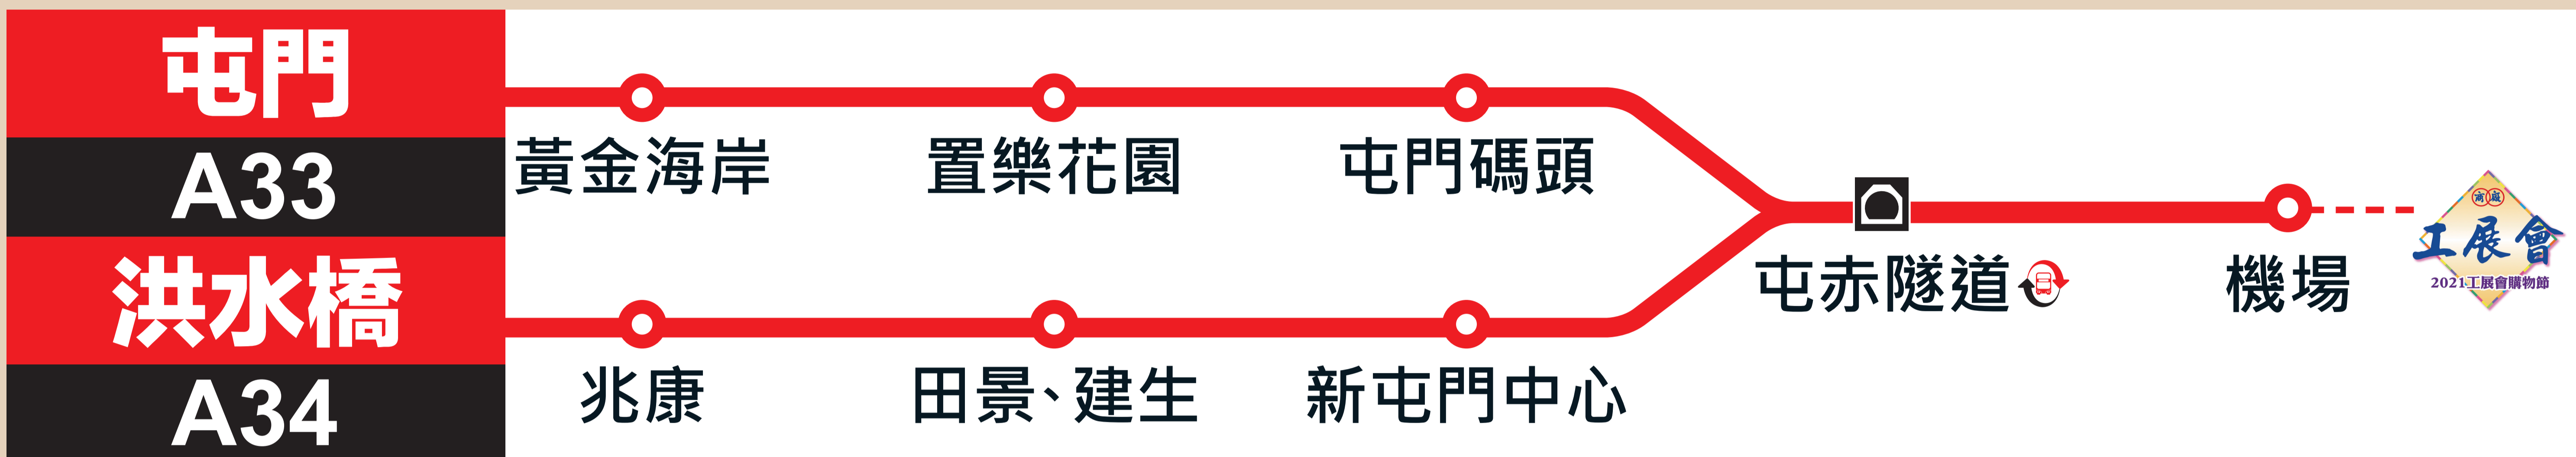 屯門
A33
黃金海岸
置樂花園
屯門碼頭
洪水橋
A34
兆康
田景、建生
新屯門中心
屯赤隧道
機場
商廠
工展會
2021工展會購物節